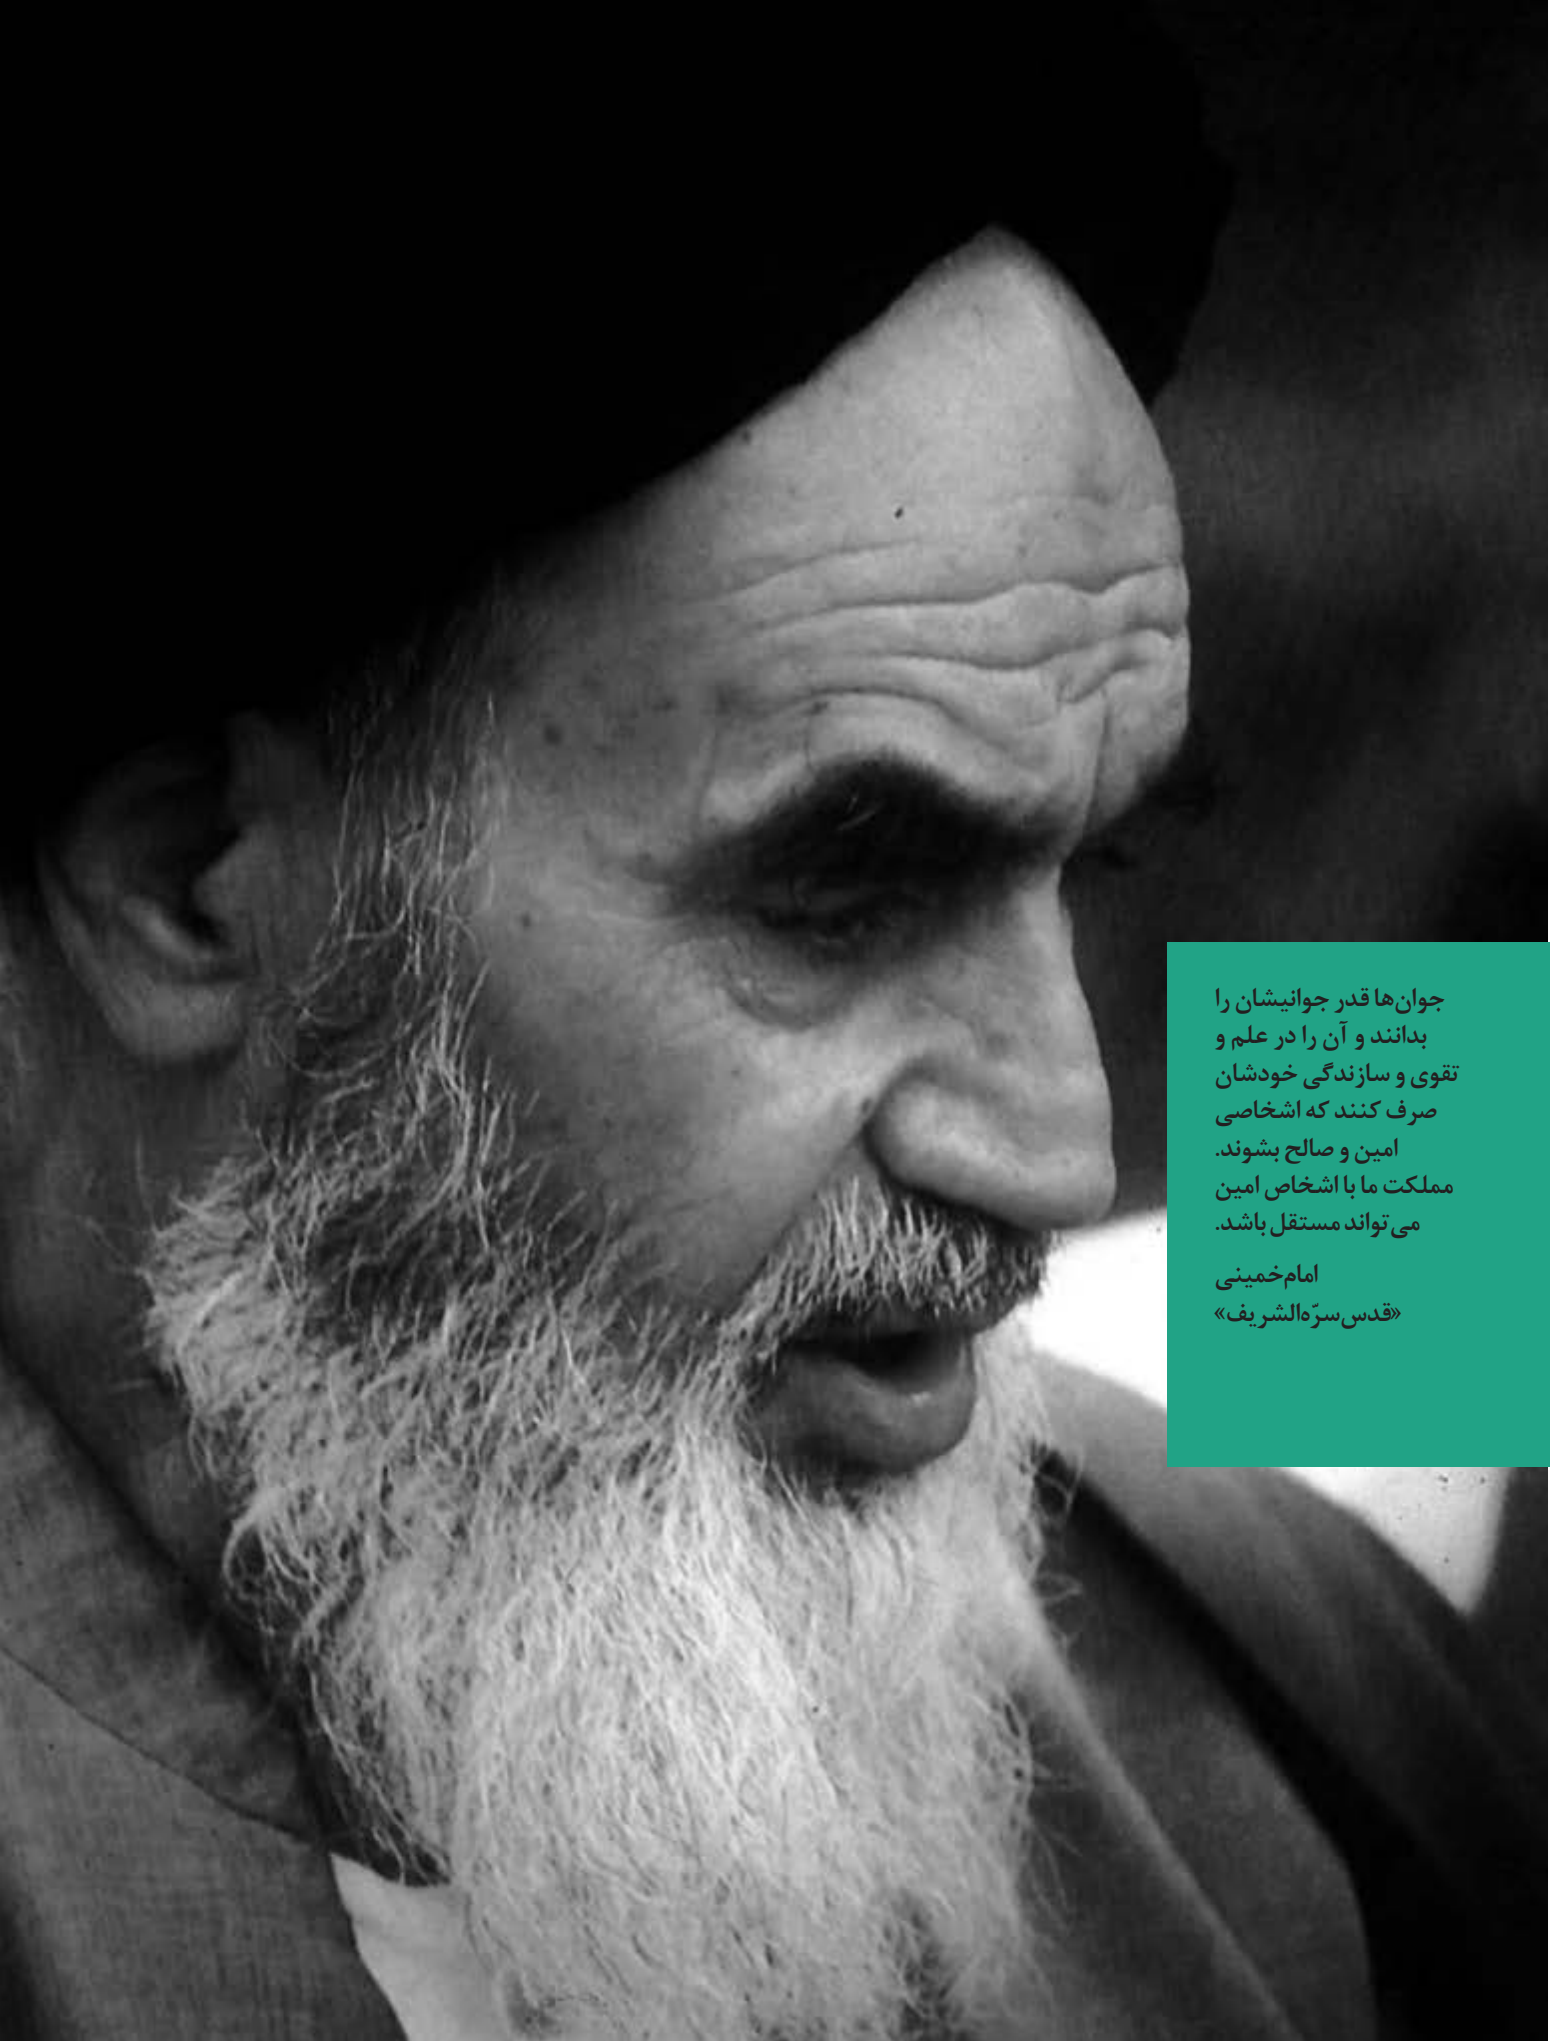 جوان‌ها قدر جوانیشان را
بدانند و آن را در علم و
تقوی و سازندگی خودشان
صرف کنند که اشخاصی
امین و صالح بشوند.
مملکت ما با اشخاص امین
می‌تواند مستقل باشد.
امام‌خمینی
«قدس‌سرّه‌الشریف»